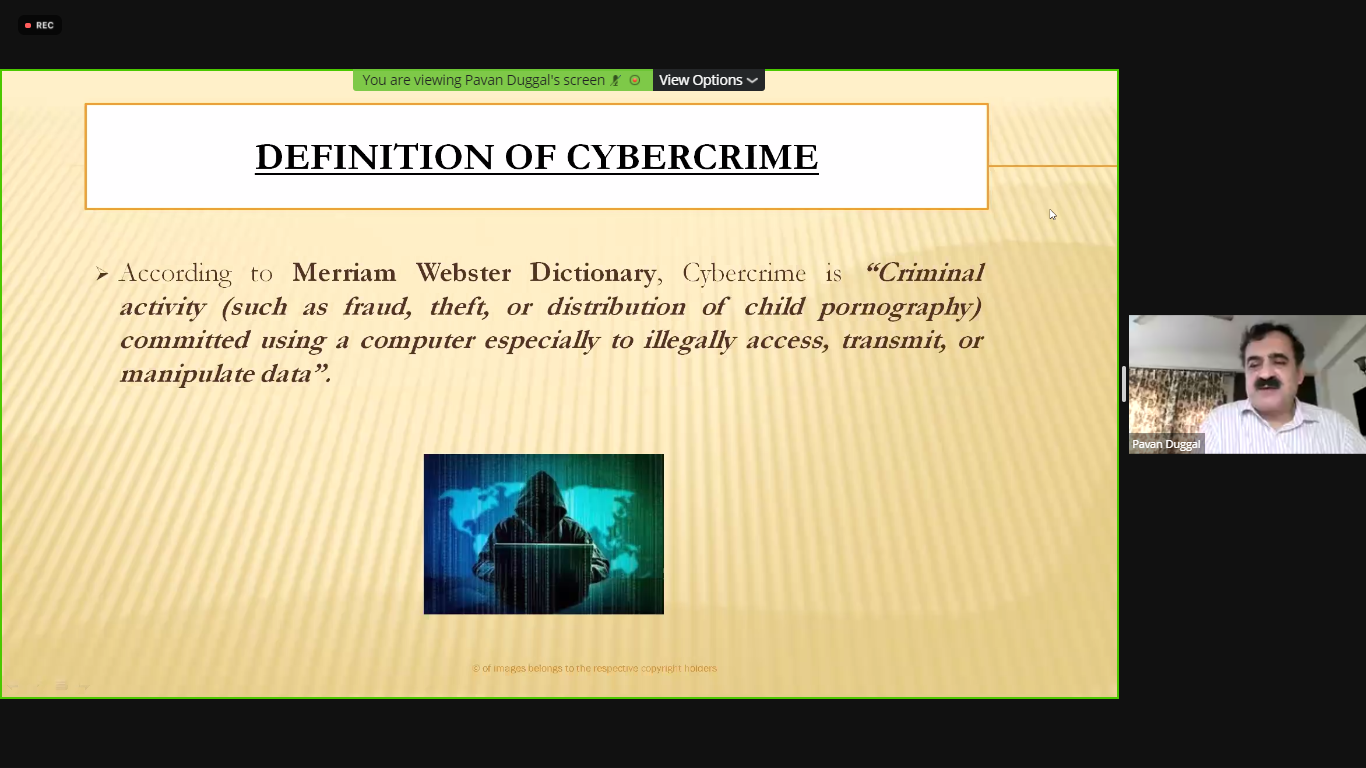 REC
You are viewing Pavan Duggal's screen
View Options
DEFINITION OF CYBERCRIME
According to Merriam Webster Dictionary, Cybercrime is “Criminal
activity (such as fraud, theft, or distribution of child pornography)
committed using a computer especially to illegally access, transmit, or
manipulate data”.
Pavan Duggal
© of images belongs to the respective copyright holders